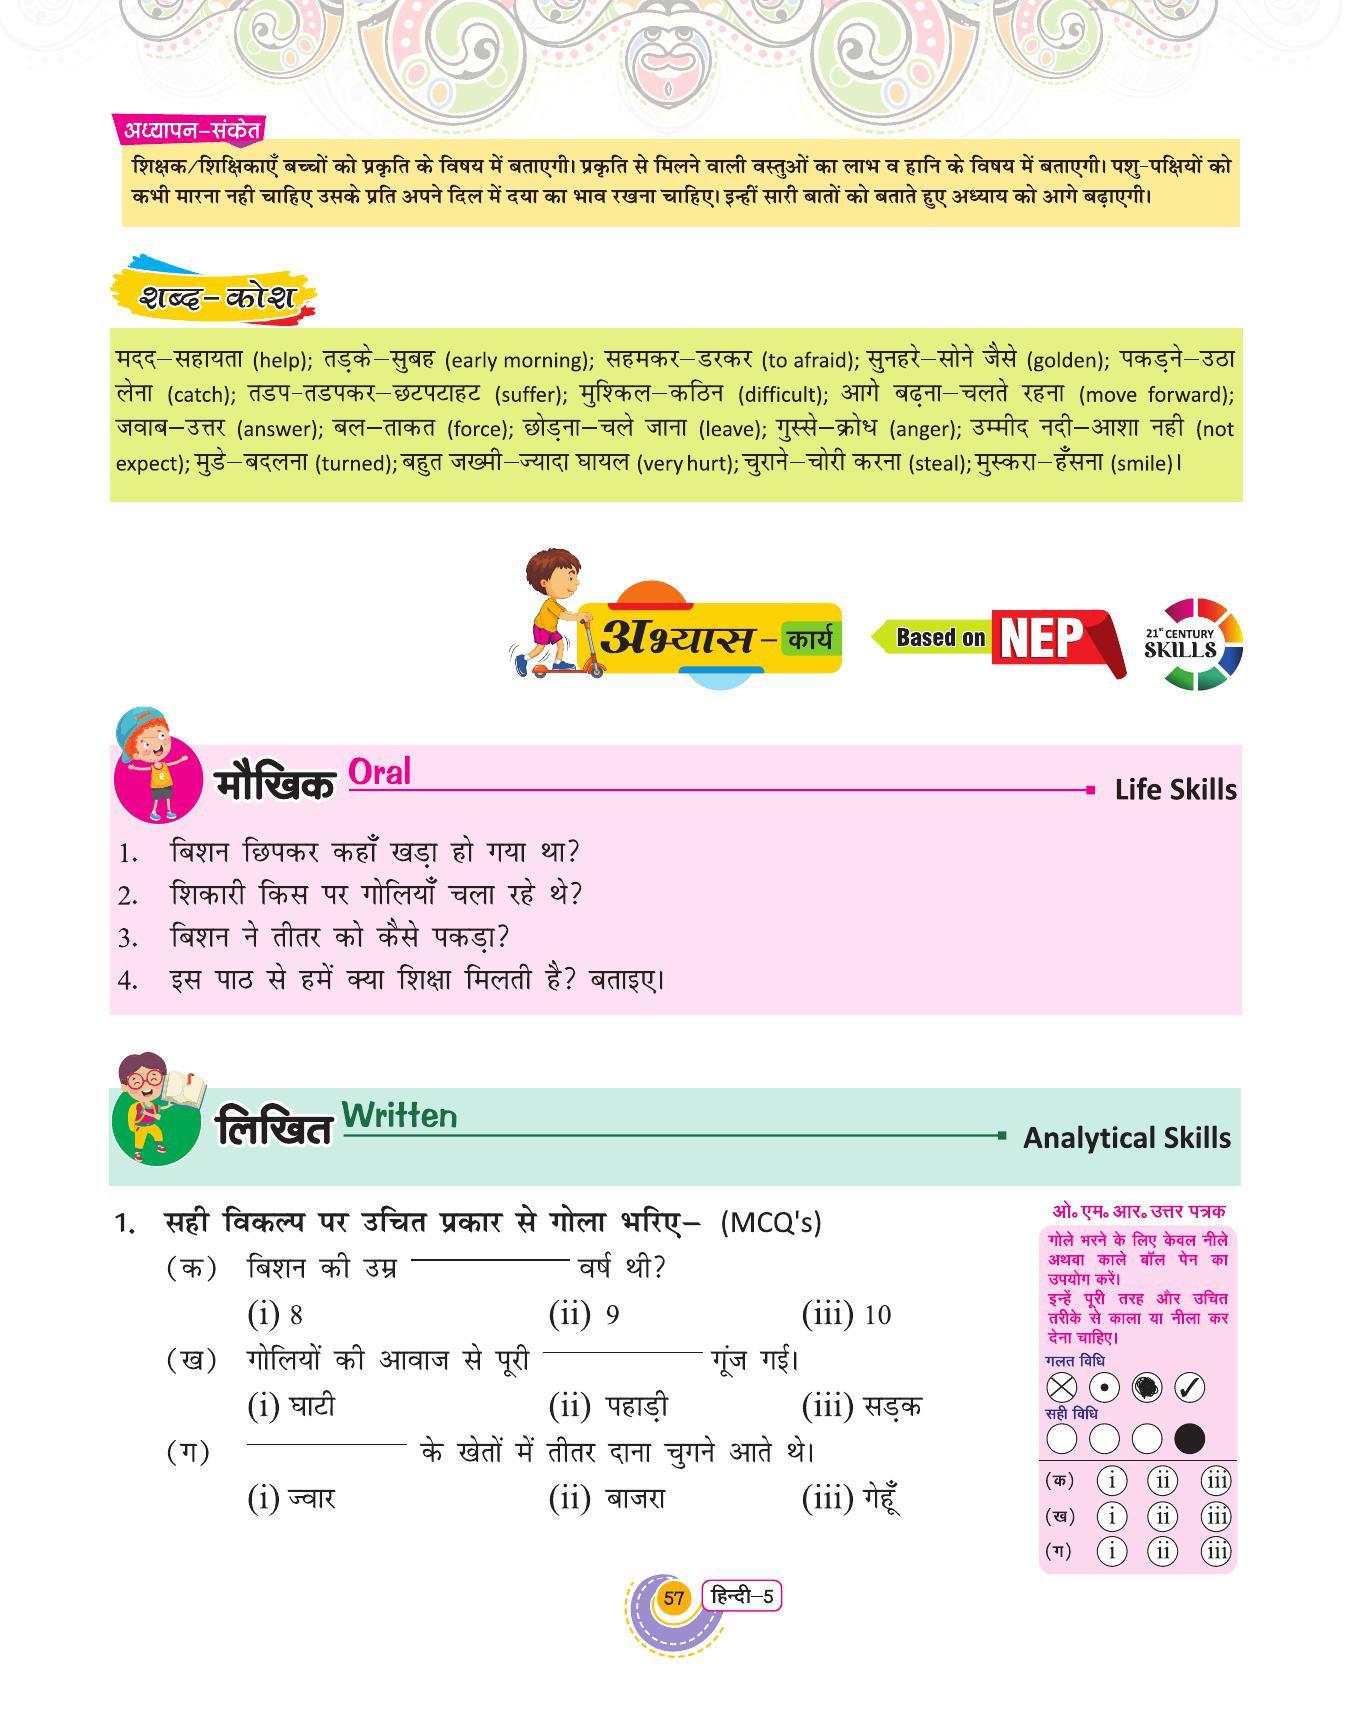 अध्यापन–संकेत
शिक्षक/शिक्षिकाएँ बच्चों को प्रकृति के विषय में बताएगी। प्रकृति से मिलने वाली वस्तुओं का लाभ व हानि के विषय में बताएगी। पशु-पक्षियों को
कभी मारना नही चाहिए उसके प्रति अपने दिल में दया का भाव रखना चाहिए। इन्हीं सारी बातों को बताते हुए अध्याय को आगे बढ़ाएगी।
शब्द–कोश
मदद–सहायता (help); तड़के–सुबह (early morning); सहमकर–डरकर (to afraid); सुनहरे–सोने जैसे (golden); पकड़ने–उठा
लेना (catch); तडप-तडपकर–छटपटाहट (suffer); मुश्किल–कठिन (difficult); आगे बढ़ना–चलते रहना (move forward);
जवाब–उत्तर (answer); बल–ताकत (force); छोड़ना–चले जाना (leave); गुस्से–क्रोध (anger); उम्मीद नदी–आशा नही (not
expect); मुडे–बदलना (turned); बहुत जख्मी–ज्यादा घायल (very hurt); चुराने–चोरी करना (steal); मुस्करा–हँसना (smile)।
अभ्यास – कार्य
Based on NEP
21st CENTURY
SKILLS
मौखिक Oral
Life Skills
1. बिशन छिपकर कहाँ खड़ा हो गया था?
2. शिकारी किस पर गोलियाँ चला रहे थे?
3. बिशन ने तीतर को कैसे पकड़ा?
4. इस पाठ से हमें क्या शिक्षा मिलती है? बताइए।
लिखित Written
Analytical Skills
1. सही विकल्प पर उचित प्रकार से गोला भरिए– (MCQ's)
(क) बिशन की उम्र __________ वर्ष थी?
(i) 8 (ii) 9 (iii) 10
(ख) गोलियों की आवाज से पूरी __________ गूंज गई।
(i) घाटी (ii) पहाड़ी (iii) सड़क
(ग) __________ के खेतों में तीतर दाना चुगने आते थे।
(i) ज्वार (ii) बाजरा (iii) गेहूँ
ओ॰ एम॰ आर॰ उत्तर पत्रक
गोले भरने के लिए केवल नीले
अथवा काले बॉल पेन का
उपयोग करें।
इन्हें पूरी तरह और उचित
तरीके से काला या नीला कर
देना चाहिए।
गलत विधि
सही विधि
(क) i ii iii
(ख) i ii iii
(ग) i ii iii
57 हिन्दी–5